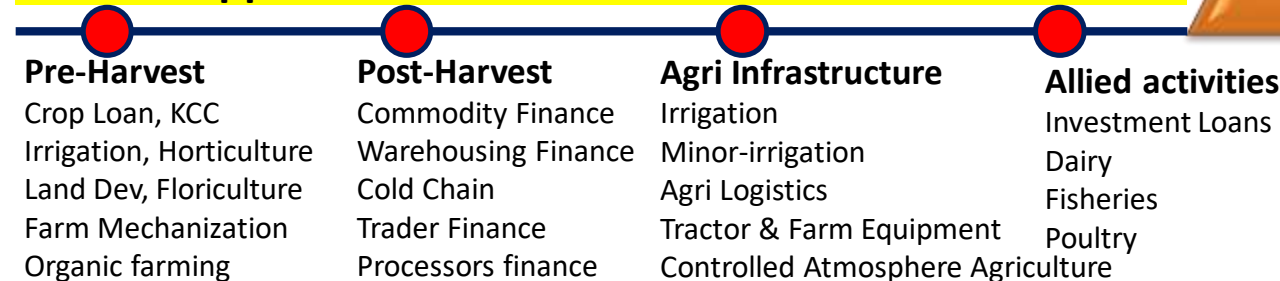 Pre-Harvest
Crop Loan, KCC
Irrigation, Horticulture
Land Dev, Floriculture
Farm Mechanization
Organic farming
Post-Harvest
Commodity Finance
Warehousing Finance
Cold Chain
Trader Finance
Processors finance
Agri Infrastructure
Irrigation
Minor-irrigation
Agri Logistics
Tractor & Farm Equipment
Controlled Atmosphere Agriculture
Allied activities
Investment Loans
Dairy
Fisheries
Poultry